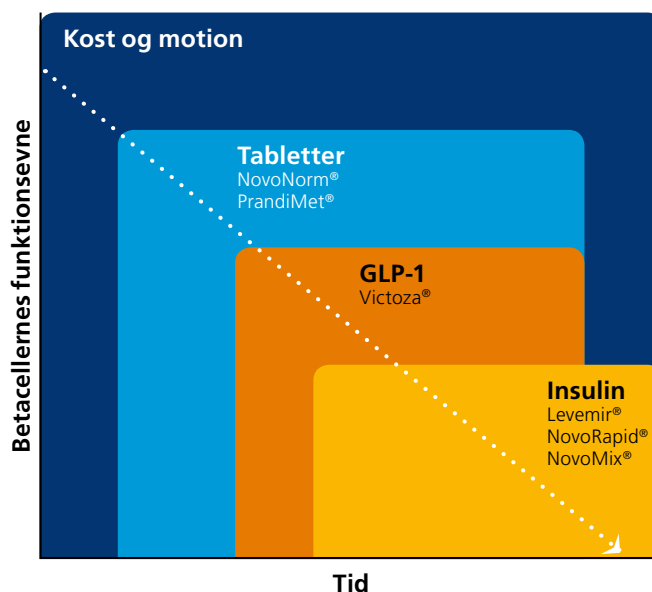 Kost og motion
Tabletter
NovoNorm®
PrandiMet®
GLP-1
Victoza®
Insulin
Levemir®
NovoRapid®
NovoMix®
Betacellernes funktionsevne
Tid